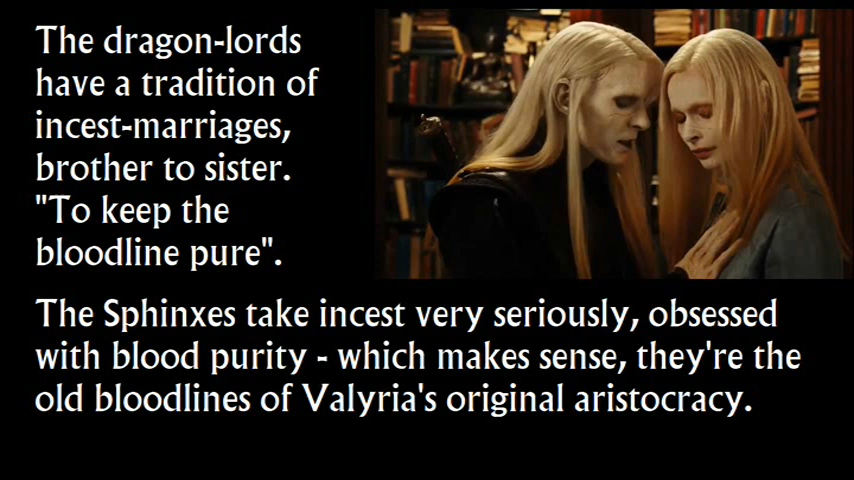 The dragon-lords
have a tradition of
incest-marriages,
brother to sister.
"To keep the
bloodline pure".
The Sphinxes take incest very seriously, obsessed
with blood purity - which makes sense, they're the
old bloodlines of Valyria's original aristocracy.